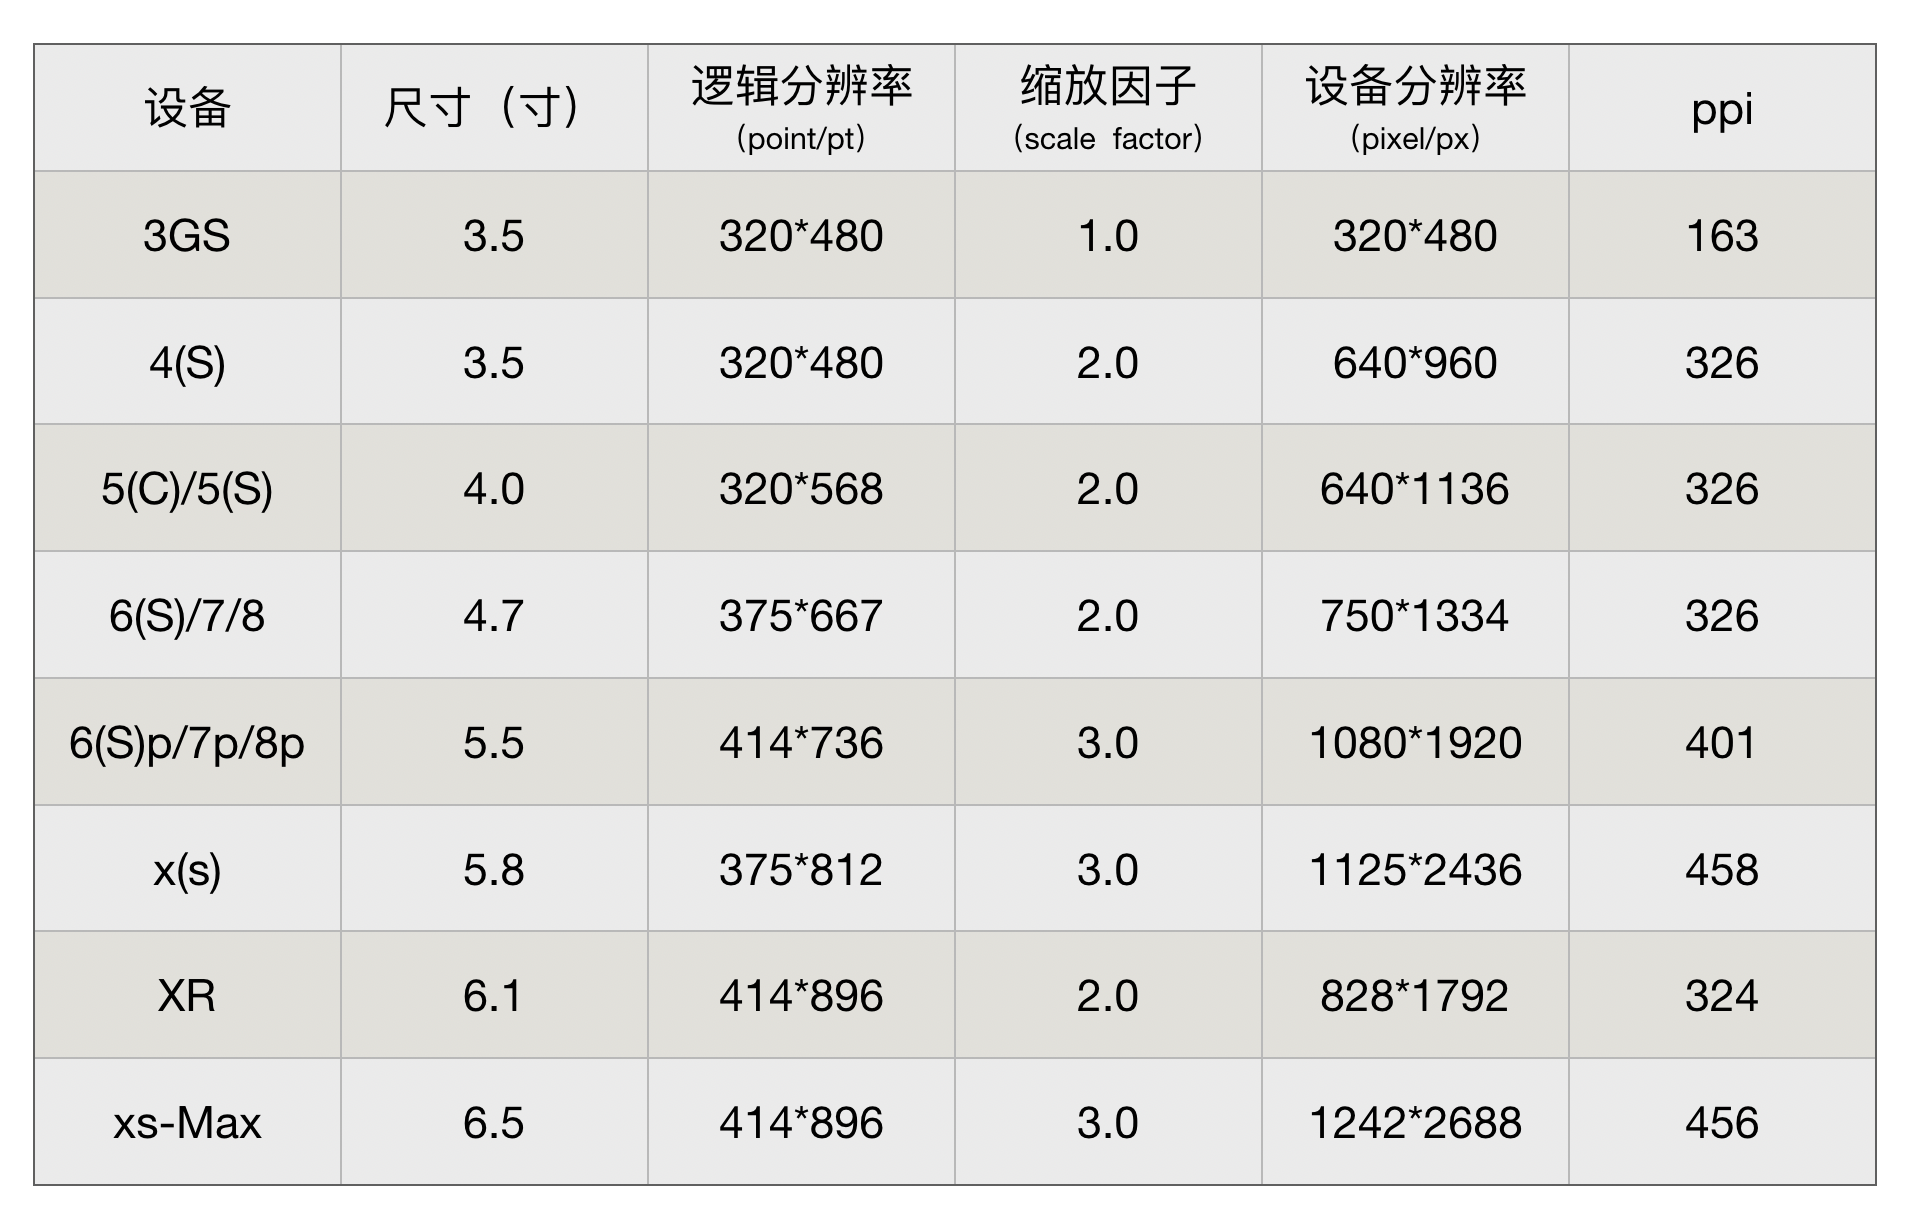 设备 尺寸（寸） 逻辑分辨率 缩放因子 设备分辨率 ppi
（point/pt） （scale factor） （pixel/px）
3GS 3.5 320*480 1.0 320*480 163
4(S) 3.5 320*480 2.0 640*960 326
5(C)/5(S) 4.0 320*568 2.0 640*1136 326
6(S)/7/8 4.7 375*667 2.0 750*1334 326
6(S)p/7p/8p 5.5 414*736 3.0 1080*1920 401
x(s) 5.8 375*812 3.0 1125*2436 458
XR 6.1 414*896 2.0 828*1792 324
xs-Max 6.5 414*896 3.0 1242*2688 456